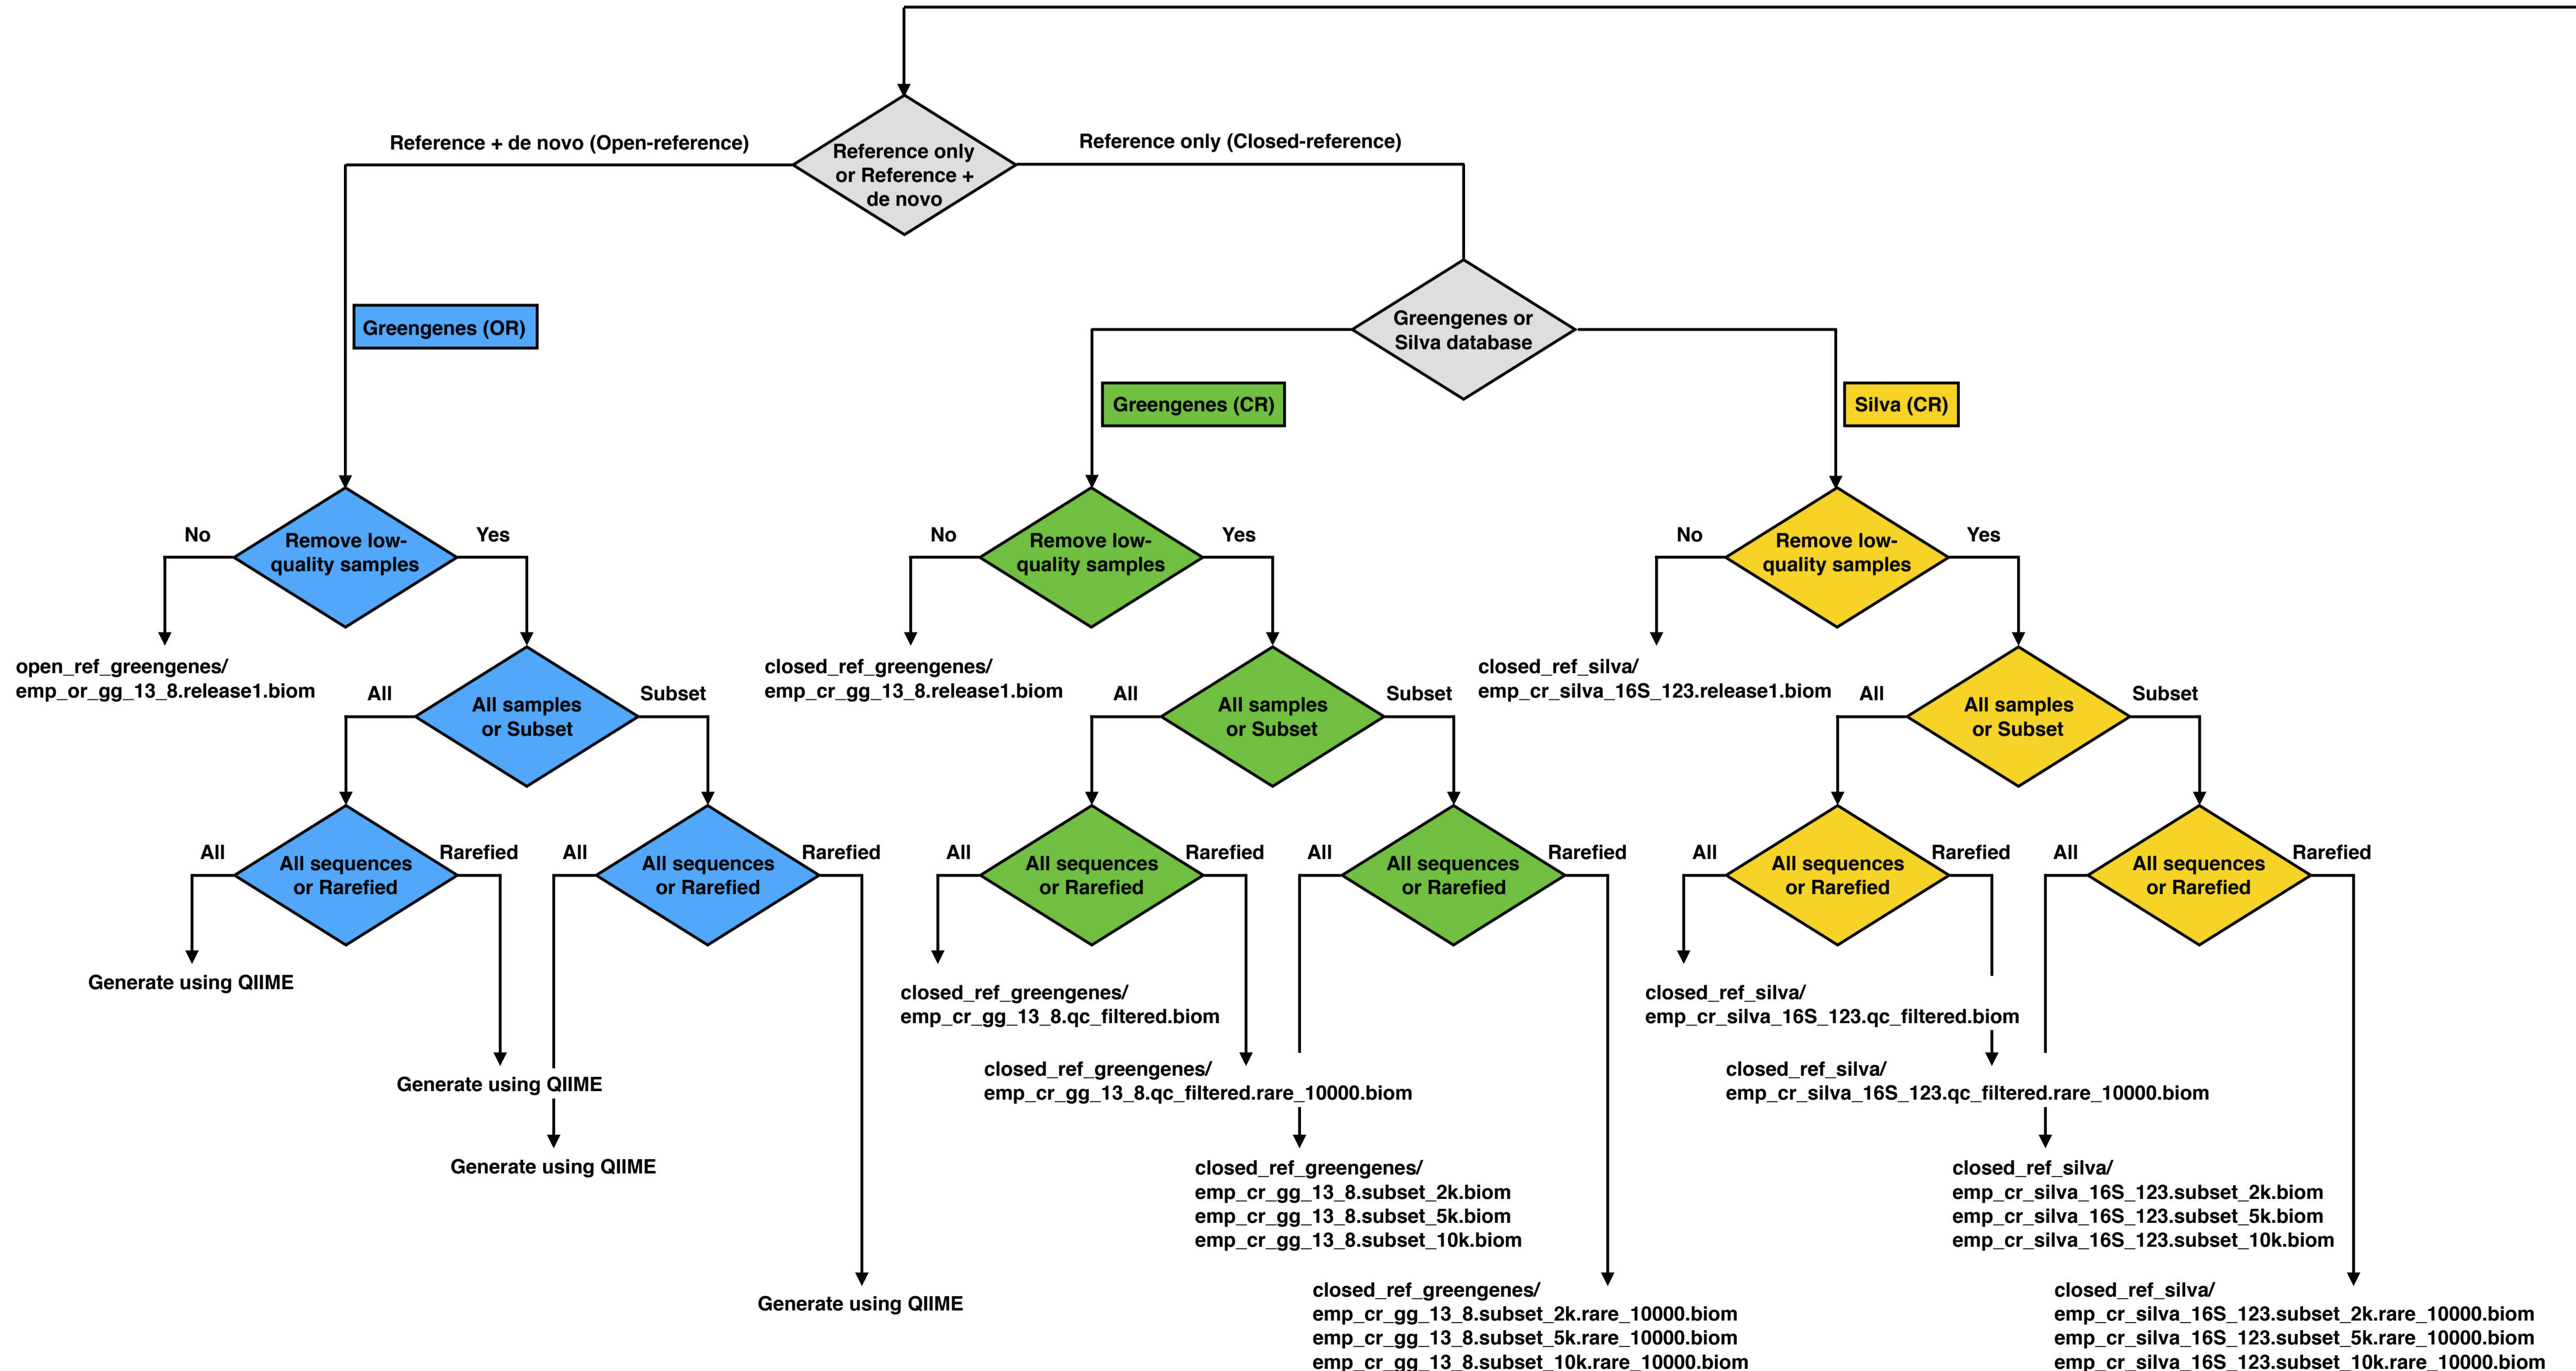 Reference + de novo (Open-reference)
Reference only (Closed-reference)
Reference only
or Reference +
de novo
Greengenes or
Silva database
Greengenes (OR)
Greengenes (CR)
Silva (CR)
No
Remove low-
quality samples
Yes
No
Remove low-
quality samples
Yes
No
Remove low-
quality samples
Yes
open_ref_greengenes/
emp_or_gg_13_8.release1.biom
All
All samples
or Subset
Subset
closed_ref_greengenes/
emp_cr_gg_13_8.release1.biom
All
All samples
or Subset
Subset
closed_ref_silva/
emp_cr_silva_16S_123.release1.biom
All
All samples
or Subset
Subset
All
All sequences
or Rarefied
Rarefied
All
All sequences
or Rarefied
Rarefied
All
All sequences
or Rarefied
Rarefied
All
All sequences
or Rarefied
Rarefied
All
All sequences
or Rarefied
Rarefied
All
All sequences
or Rarefied
Rarefied
Generate using QIIME
Generate using QIIME
Generate using QIIME
Generate using QIIME
closed_ref_greengenes/
emp_cr_gg_13_8.qc_filtered.biom
closed_ref_greengenes/
emp_cr_gg_13_8.qc_filtered.rare_10000.biom
closed_ref_greengenes/
emp_cr_gg_13_8.subset_2k.biom
emp_cr_gg_13_8.subset_5k.biom
emp_cr_gg_13_8.subset_10k.biom
closed_ref_greengenes/
emp_cr_gg_13_8.subset_2k.rare_10000.biom
emp_cr_gg_13_8.subset_5k.rare_10000.biom
emp_cr_gg_13_8.subset_10k.rare_10000.biom
closed_ref_silva/
emp_cr_silva_16S_123.qc_filtered.biom
closed_ref_silva/
emp_cr_silva_16S_123.qc_filtered.rare_10000.biom
closed_ref_silva/
emp_cr_silva_16S_123.subset_2k.biom
emp_cr_silva_16S_123.subset_5k.biom
emp_cr_silva_16S_123.subset_10k.biom
closed_ref_silva/
emp_cr_silva_16S_123.subset_2k.rare_10000.biom
emp_cr_silva_16S_123.subset_5k.rare_10000.biom
emp_cr_silva_16S_123.subset_10k.rare_10000.biom